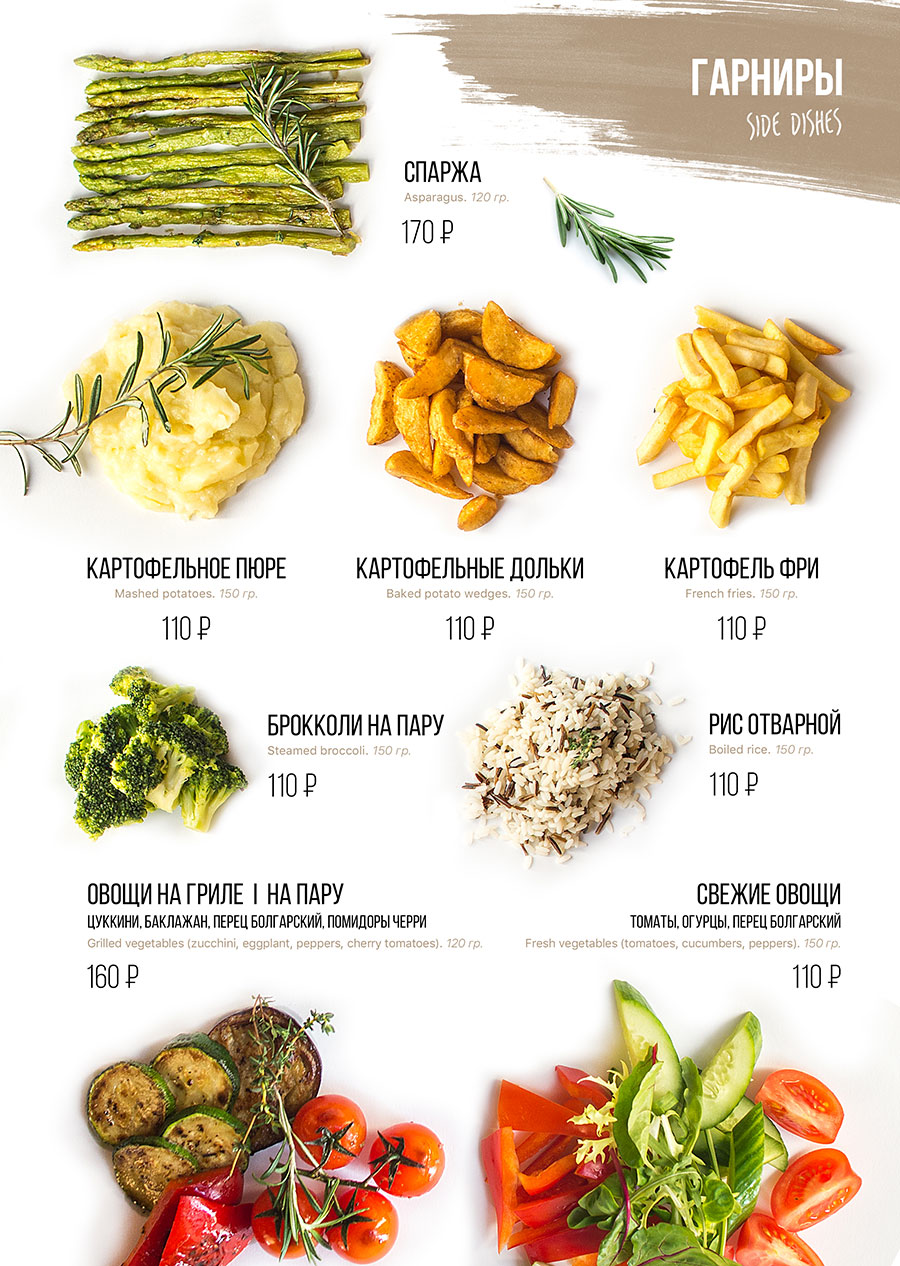 ГАРНИРЫ
SIDE DISHES
СПАРЖА
Asparagus. 120 гр.
170 ₽
КАРТОФЕЛЬНОЕ ПЮРЕ
Mashed potatoes. 150 гр.
110 ₽
КАРТОФЕЛЬНЫЕ ДОЛЬКИ
Baked potato wedges. 150 гр.
110 ₽
КАРТОФЕЛЬ ФРИ
French fries. 150 гр.
110 ₽
БРОККОЛИ НА ПАРУ
Steamed broccoli. 150 гр.
110 ₽
РИС ОТВАРНОЙ
Boiled rice. 150 гр.
110 ₽
ОВОЩИ НА ГРИЛЕ | НА ПАРУ
ЦУККИНИ, БАКЛАЖАН, ПЕРЕЦ БОЛГАРСКИЙ, ПОМИДОРЫ ЧЕРРИ
Grilled vegetables (zucchini, eggplant, peppers, cherry tomatoes). 120 гр.
160 ₽
СВЕЖИЕ ОВОЩИ
ТОМАТЫ, ОГУРЦЫ, ПЕРЕЦ БОЛГАРСКИЙ
Fresh vegetables (tomatoes, cucumbers, peppers). 150 гр.
110 ₽